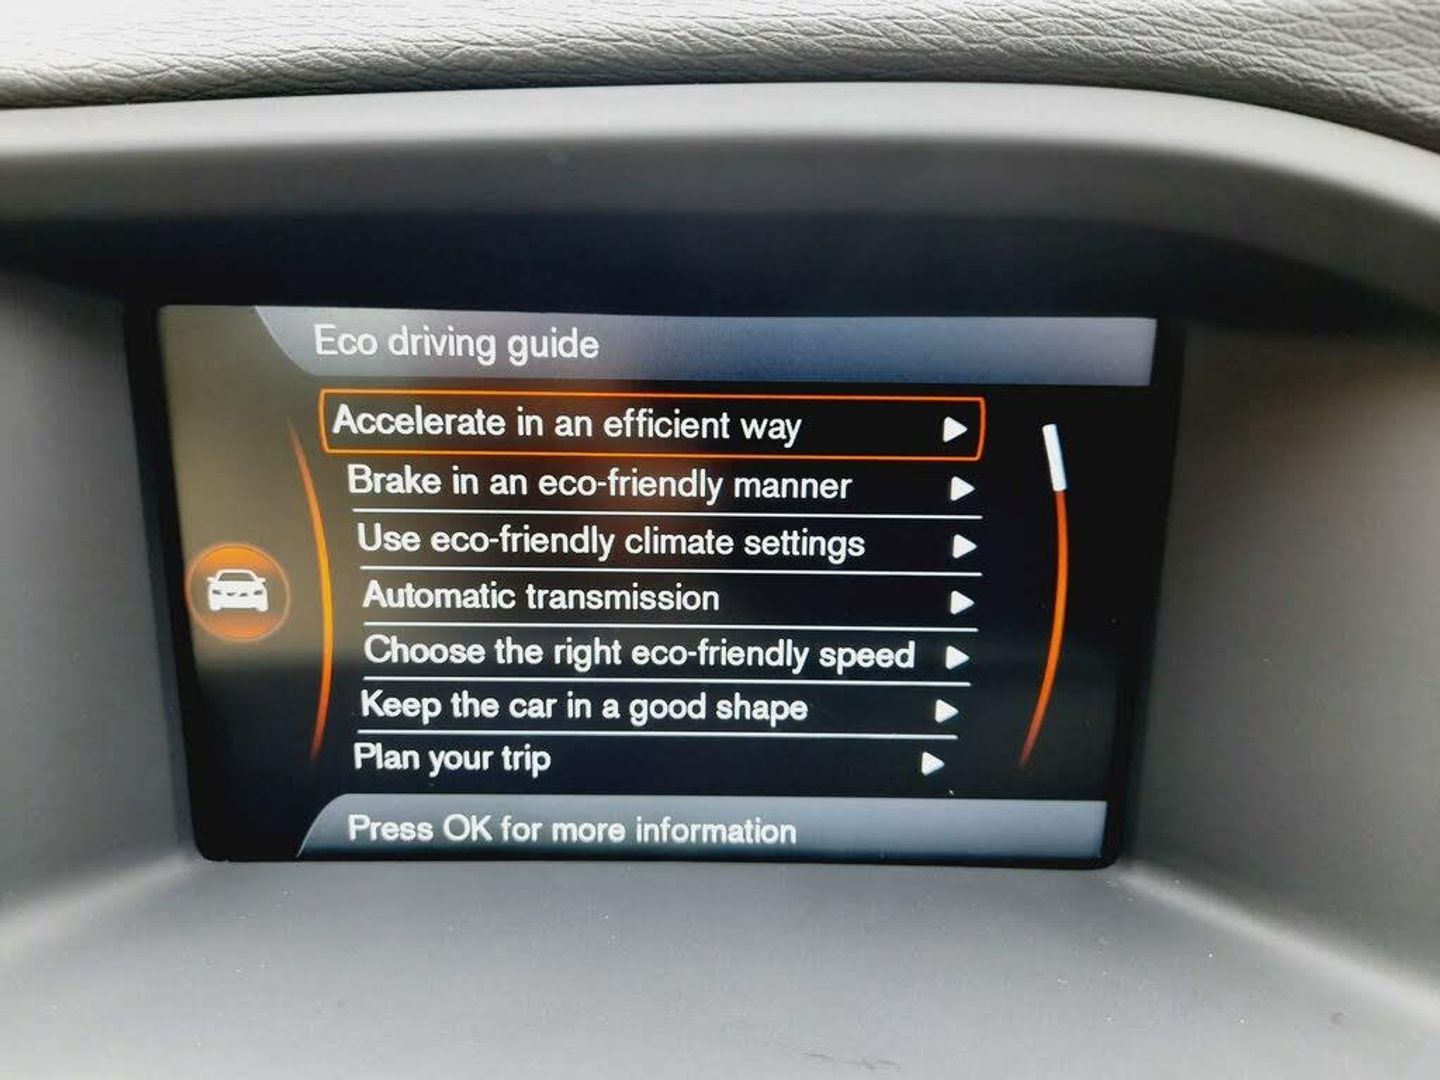 Eco driving guide
Accelerate in an efficient way
Brake in an eco-friendly manner
Use eco-friendly climate settings
Automatic transmission
Choose the right eco-friendly speed
Keep the car in a good shape
Plan your trip
Press OK for more information